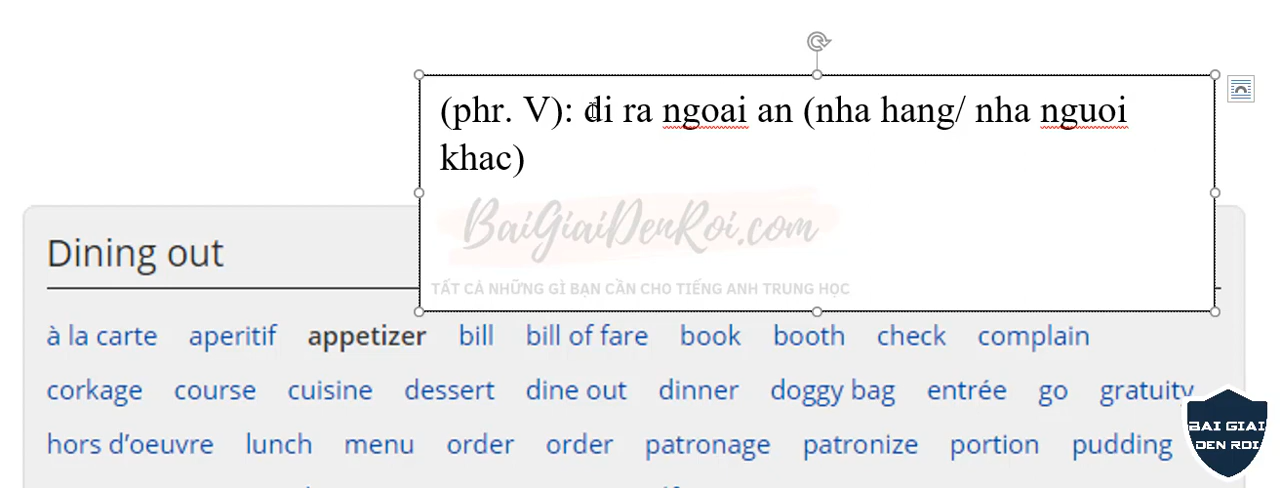 (phr. V): đi ra ngoai an (nha hang/ nha nguoi
khac)
BaiGiaiDenRoi.com
TẤT CẢ NHỮNG GÌ BẠN CẦN CHO TIẾNG ANH TRUNG HỌC
Dining out
à la carte aperitif appetizer bill bill of fare book booth check complain
corkage course cuisine dessert dine out dinner doggy bag entrée go gratuity
hors d’oeuvre lunch menu order order patronage patronize portion pudding
BAI GIAI
DEN ROI